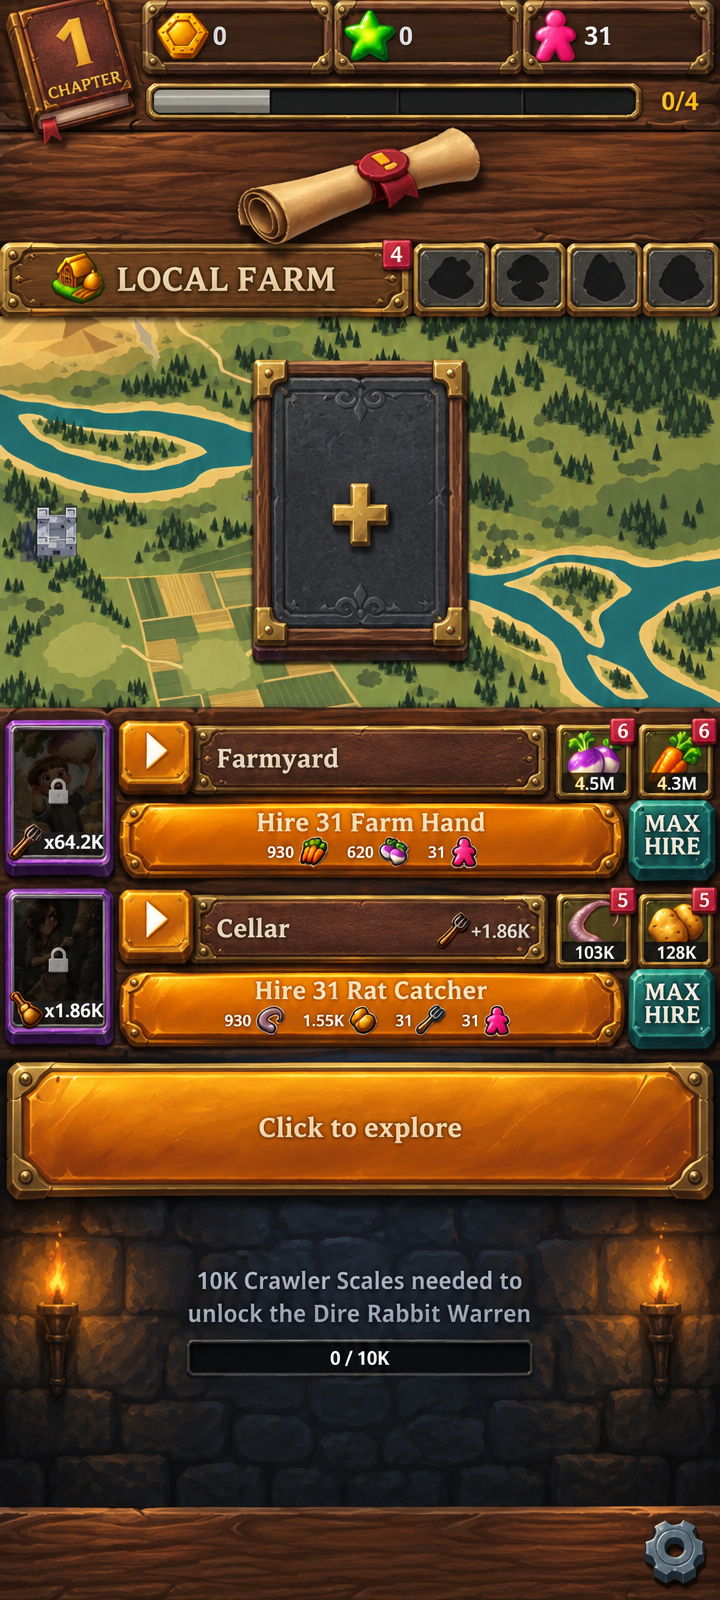 1
CHAPTER
0
0
31
0/4
LOCAL FARM
4
Farmyard
6
4.5M
6
4.3M
x64.2K
Hire 31 Farm Hand
930 620 31
MAX
HIRE
Cellar
+1.86K
5
103K
5
128K
x1.86K
Hire 31 Rat Catcher
930 1.55K 31 31
MAX
HIRE
Click to explore
10K Crawler Scales needed to
unlock the Dire Rabbit Warren
0 / 10K